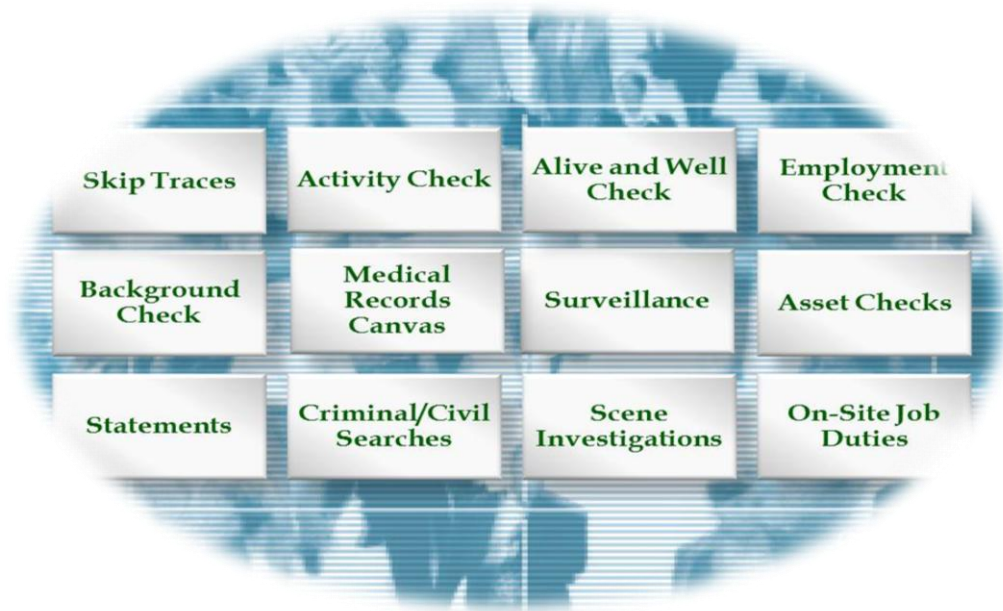 Skip Traces
Activity Check
Alive and Well
Check
Employment
Check
Background
Check
Medical
Records
Canvas
Surveillance
Asset Checks
Statements
Criminal/Civil
Searches
Scene
Investigations
On-Site Job
Duties